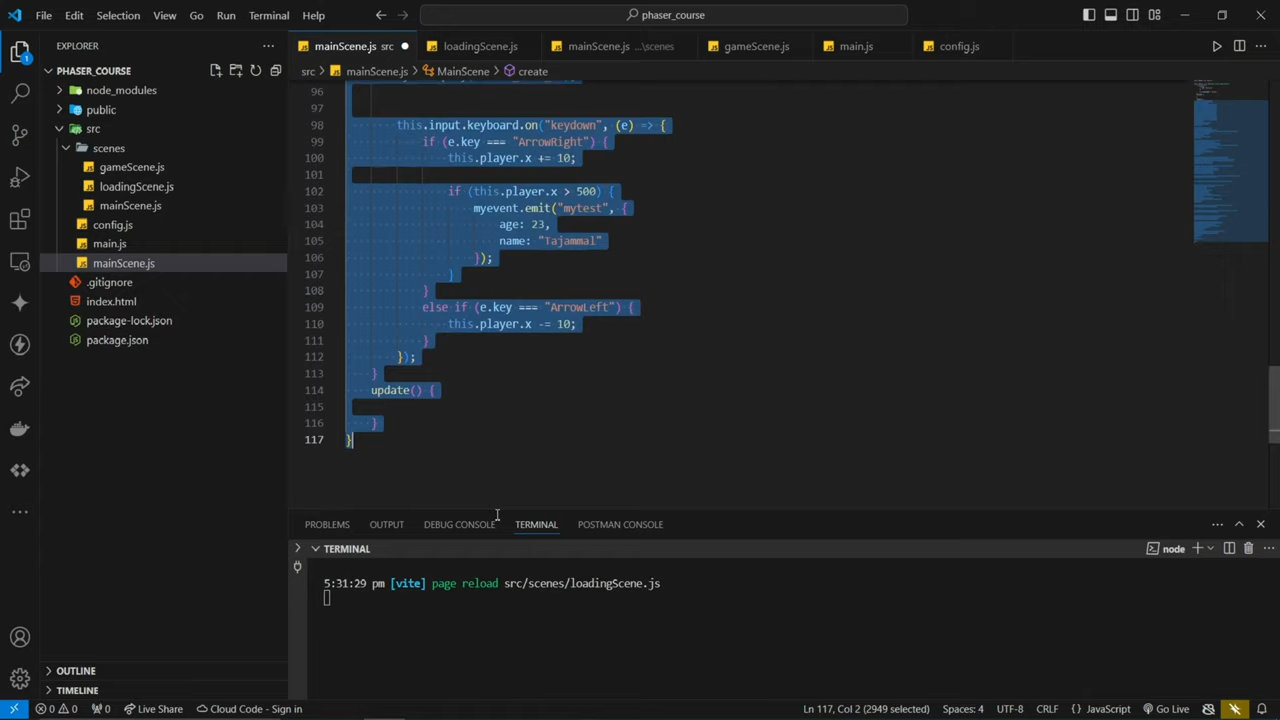 File Edit Selection View Go Run Terminal Help
phaser_course
EXPLORER
PHASER_COURSE
node_modules
public
src
scenes
gameScene.js
loadingScene.js
mainScene.js
config.js
main.js
mainScene.js
.gitignore
index.html
package-lock.json
package.json
OUTLINE
TIMELINE
mainScene.js src loadingScene.js mainScene.js ...\scenes gameScene.js main.js config.js
src > mainScene.js > MainScene > create
96
97
98 this.input.keyboard.on("keydown", (e) => {
99 if (e.key === "ArrowRight") {
100 this.player.x += 10;
101
102 if (this.player.x > 500) {
103 myevent.emit("mytest", {
104 age: 23,
105 name: "Tajammal"
106 });
107 }
108 }
109 else if (e.key === "ArrowLeft") {
110 this.player.x -= 10;
111 }
112 });
113 }
114 update() {
115
116 }
117 }
PROBLEMS OUTPUT DEBUG CONSOLE TERMINAL POSTMAN CONSOLE
TERMINAL
node
5:31:29 pm [vite] page reload src/scenes/loadingScene.js
0 0 0 Live Share Cloud Code - Sign in Ln 117, Col 2 (2949 selected) Spaces: 4 UTF-8 CRLF {} JavaScript Go Live